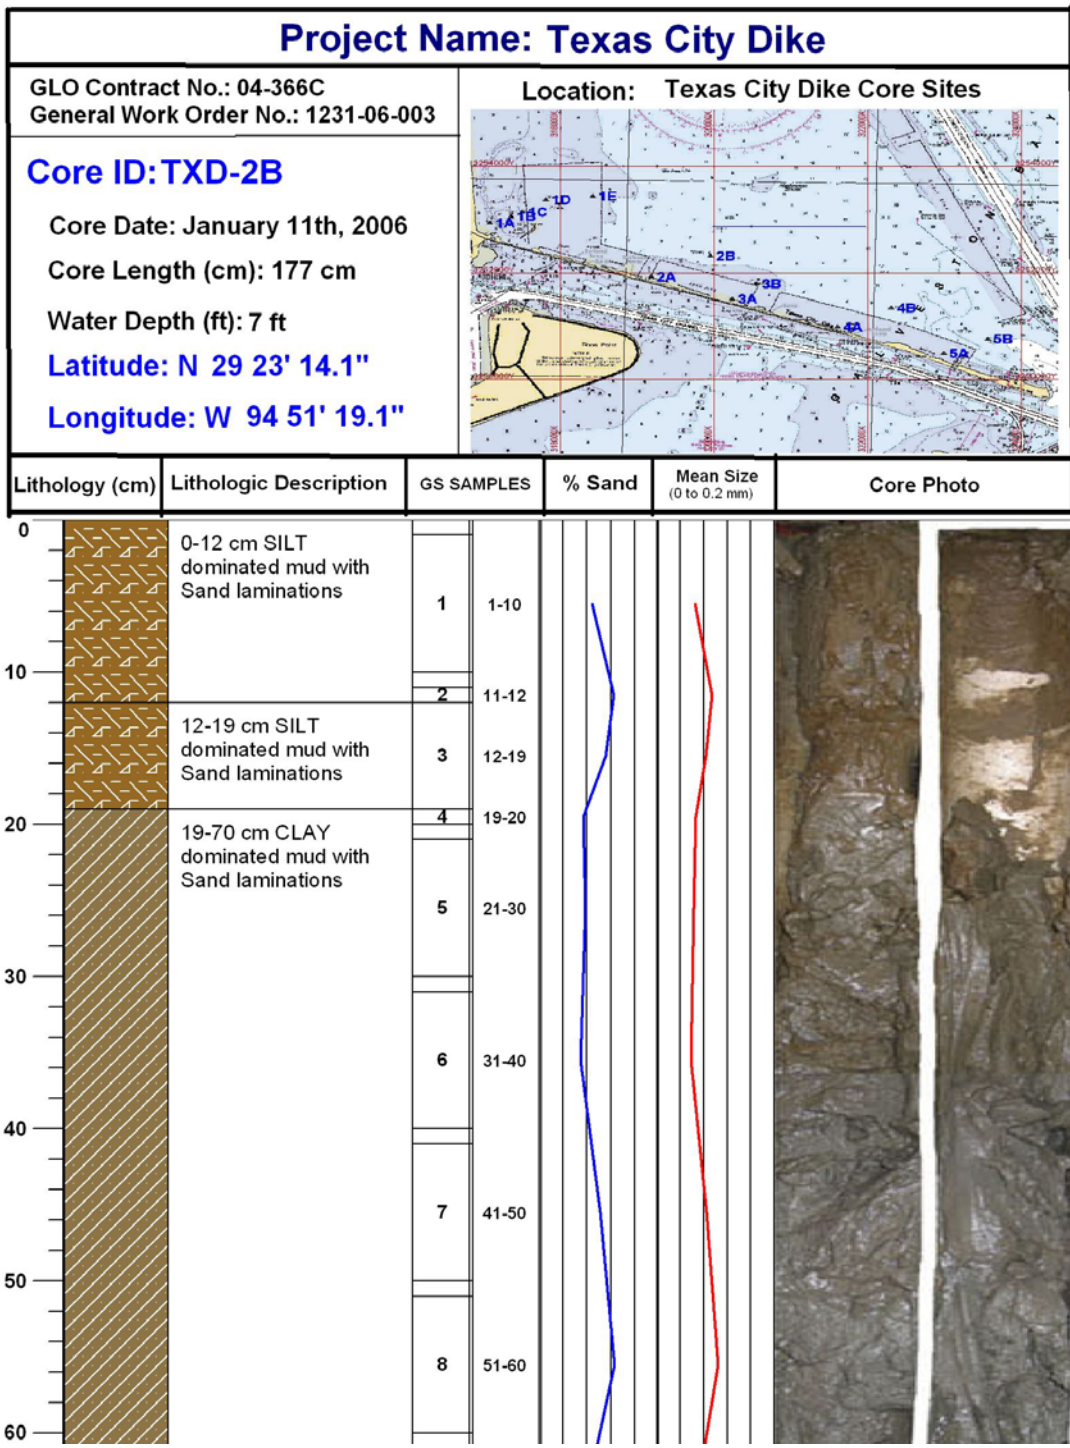 Project Name: Texas City Dike
GLO Contract No.: 04-366C
General Work Order No.: 1231-06-003
Core ID: TXD-2B
Core Date: January 11th, 2006
Core Length (cm): 177 cm
Water Depth (ft): 7 ft
Latitude: N 29 23' 14.1"
Longitude: W 94 51' 19.1"
Location: Texas City Dike Core Sites
1A
1B
1C
1D
1E
2A
2B
3A
3B
4A
4B
5A
5B
Texas Point
Lithology (cm)
Lithologic Description
GS SAMPLES
% Sand
Mean Size
(0 to 0.2 mm)
Core Photo
0
0-12 cm SILT
dominated mud with
Sand laminations
1 1-10
10
2 11-12
12-19 cm SILT
dominated mud with
Sand laminations
3 12-19
4 19-20
20
19-70 cm CLAY
dominated mud with
Sand laminations
5 21-30
30
6 31-40
40
7 41-50
50
8 51-60
60